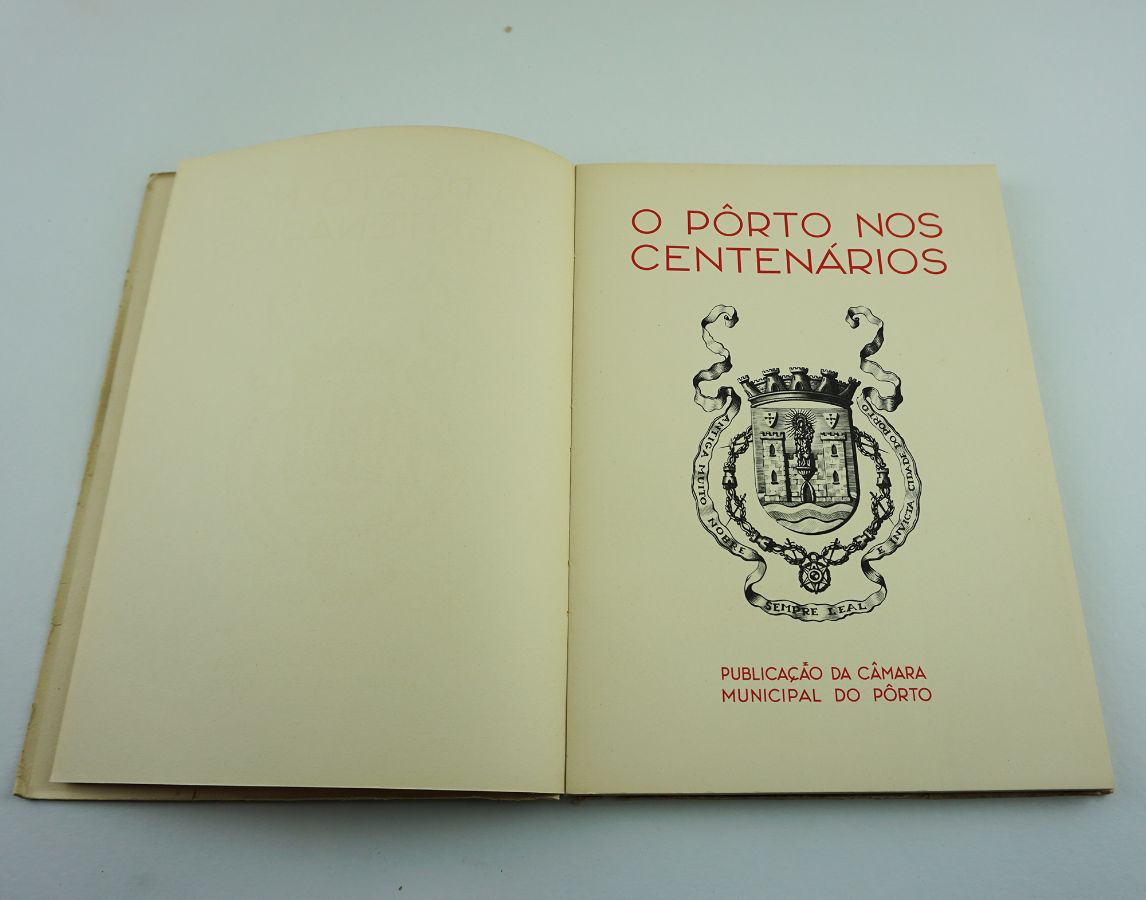 O PÔRTO NOS
CENTENÁRIOS
ANTIGA MUITO NOBRE
SEMPRE LEAL
E INVICTA CIDADE DO PORTO
PUBLICAÇÃO DA CÂMARA
MUNICIPAL DO PÔRTO